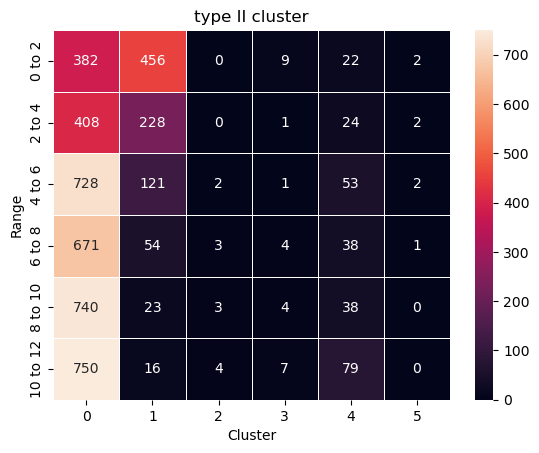 type II cluster
0 to 2 382 456 0 9 22 2
2 to 4 408 228 0 1 24 2
4 to 6 728 121 2 1 53 2
6 to 8 671 54 3 4 38 1
8 to 10 740 23 3 4 38 0
10 to 12 750 16 4 7 79 0
Range
0 1 2 3 4 5
Cluster
700
600
500
400
300
200
100
0